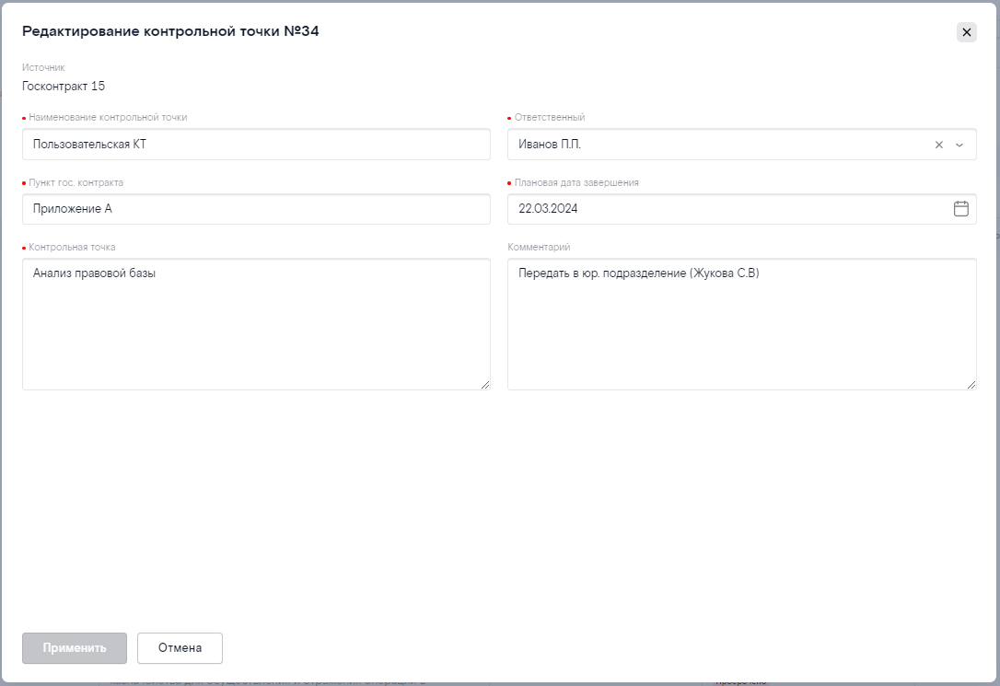 Редактирование контрольной точки №34
Источник
Госконтракт 15
Наименование контрольной точки
Ответственный
Пользовательская КТ
Иванов П.П.
Пункт гос. контракта
Плановая дата завершения
Приложение А
22.03.2024
Контрольная точка
Комментарий
Анализ правовой базы
Передать в юр. подразделение (Жукова С.В)
Применить
Отмена